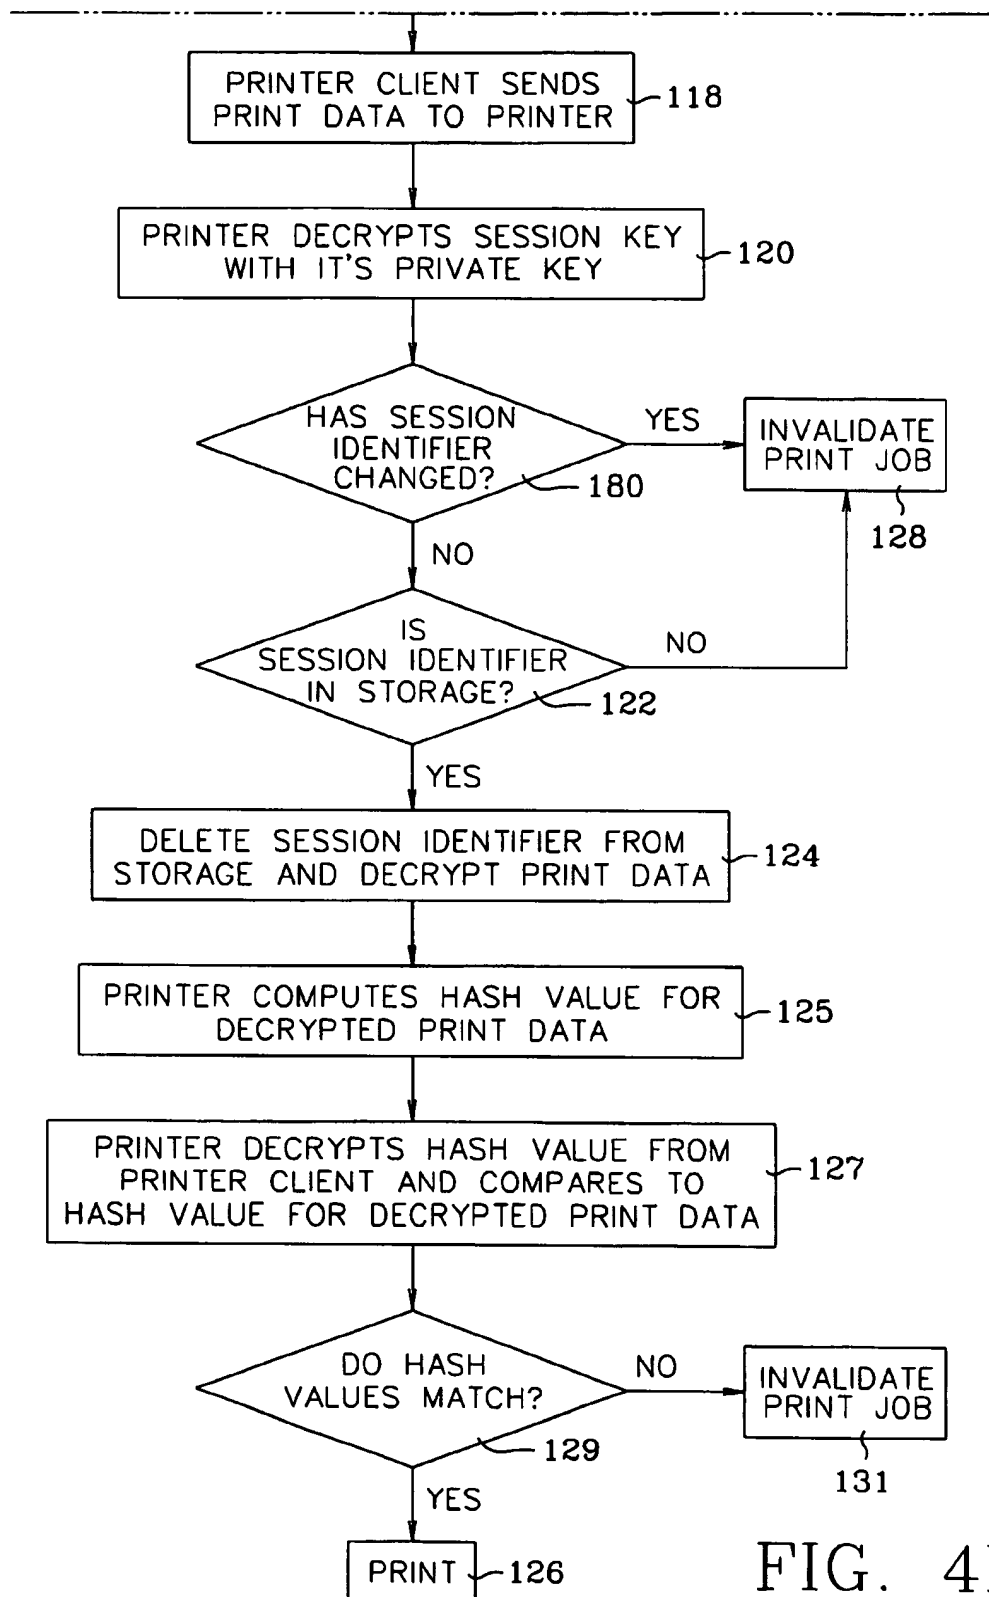 PRINTER CLIENT SENDS
PRINT DATA TO PRINTER
118
PRINTER DECRYPTS SESSION KEY
WITH IT'S PRIVATE KEY
120
HAS SESSION
IDENTIFIER
CHANGED?
180
YES
INVALIDATE
PRINT JOB
128
NO
IS
SESSION IDENTIFIER
IN STORAGE?
122
NO
YES
DELETE SESSION IDENTIFIER FROM
STORAGE AND DECRYPT PRINT DATA
124
PRINTER COMPUTES HASH VALUE FOR
DECRYPTED PRINT DATA
125
PRINTER DECRYPTS HASH VALUE FROM
PRINTER CLIENT AND COMPARES TO
HASH VALUE FOR DECRYPTED PRINT DATA
127
DO HASH
VALUES MATCH?
129
NO
INVALIDATE
PRINT JOB
131
YES
PRINT
126
FIG.